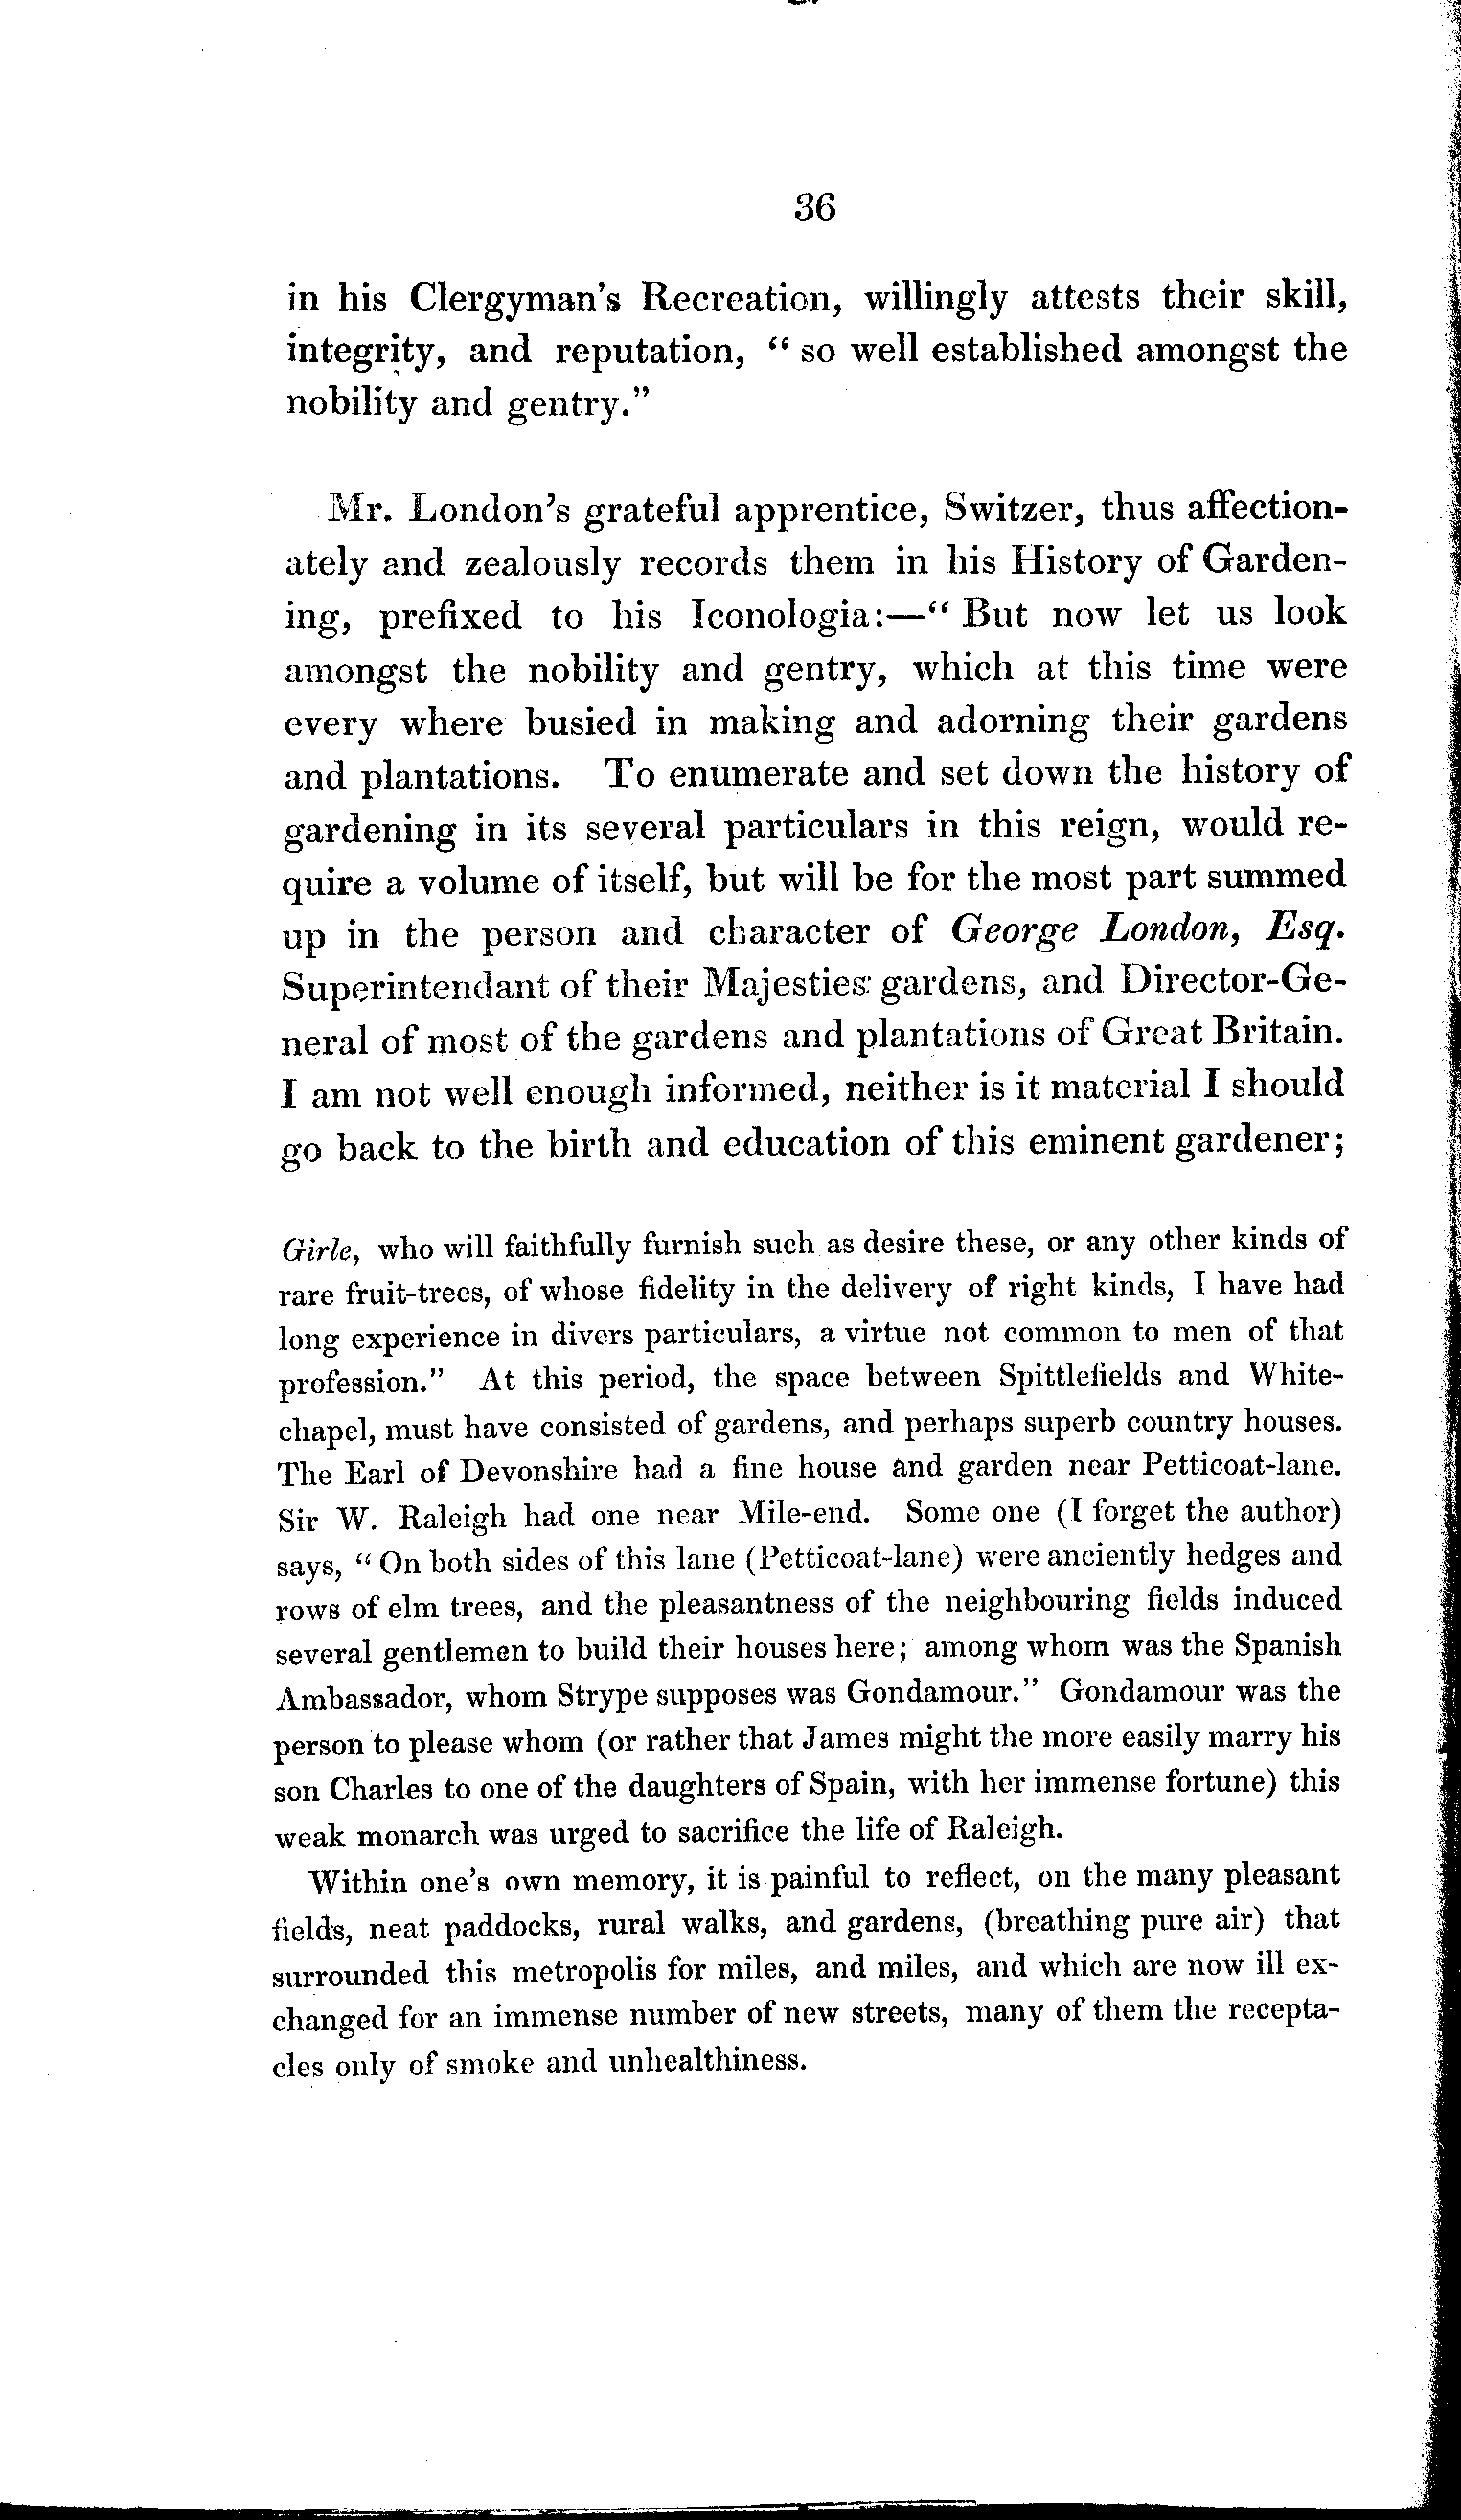 36
in his Clergyman's Recreation, willingly attests their skill,
integrity, and reputation, " so well established amongst the
nobility and gentry."
Mr. London's grateful apprentice, Switzer, thus affection-
ately and zealously records them in his History of Garden-
ing, prefixed to his Iconologia:—" But now let us look
amongst the nobility and gentry, which at this time were
every where busied in making and adorning their gardens
and plantations. To enumerate and set down the history of
gardening in its several particulars in this reign, would re-
quire a volume of itself, but will be for the most part summed
up in the person and character of George London, Esq.
Superintendant of their Majesties' gardens, and Director-Ge-
neral of most of the gardens and plantations of Great Britain.
I am not well enough informed, neither is it material I should
go back to the birth and education of this eminent gardener;
Girle, who will faithfully furnish such as desire these, or any other kinds of
rare fruit-trees, of whose fidelity in the delivery of right kinds, I have had
long experience in divers particulars, a virtue not common to men of that
profession." At this period, the space between Spittlefields and White-
chapel, must have consisted of gardens, and perhaps superb country houses.
The Earl of Devonshire had a fine house and garden near Petticoat-lane.
Sir W. Raleigh had one near Mile-end. Some one (I forget the author)
says, " On both sides of this lane (Petticoat-lane) were anciently hedges and
rows of elm trees, and the pleasantness of the neighbouring fields induced
several gentlemen to build their houses here; among whom was the Spanish
Ambassador, whom Strype supposes was Gondamour." Gondamour was the
person to please whom (or rather that James might the more easily marry his
son Charles to one of the daughters of Spain, with her immense fortune) this
weak monarch was urged to sacrifice the life of Raleigh.
Within one's own memory, it is painful to reflect, on the many pleasant
fields, neat paddocks, rural walks, and gardens, (breathing pure air) that
surrounded this metropolis for miles, and miles, and which are now ill ex-
changed for an immense number of new streets, many of them the recepta-
cles only of smoke and unhealthiness.